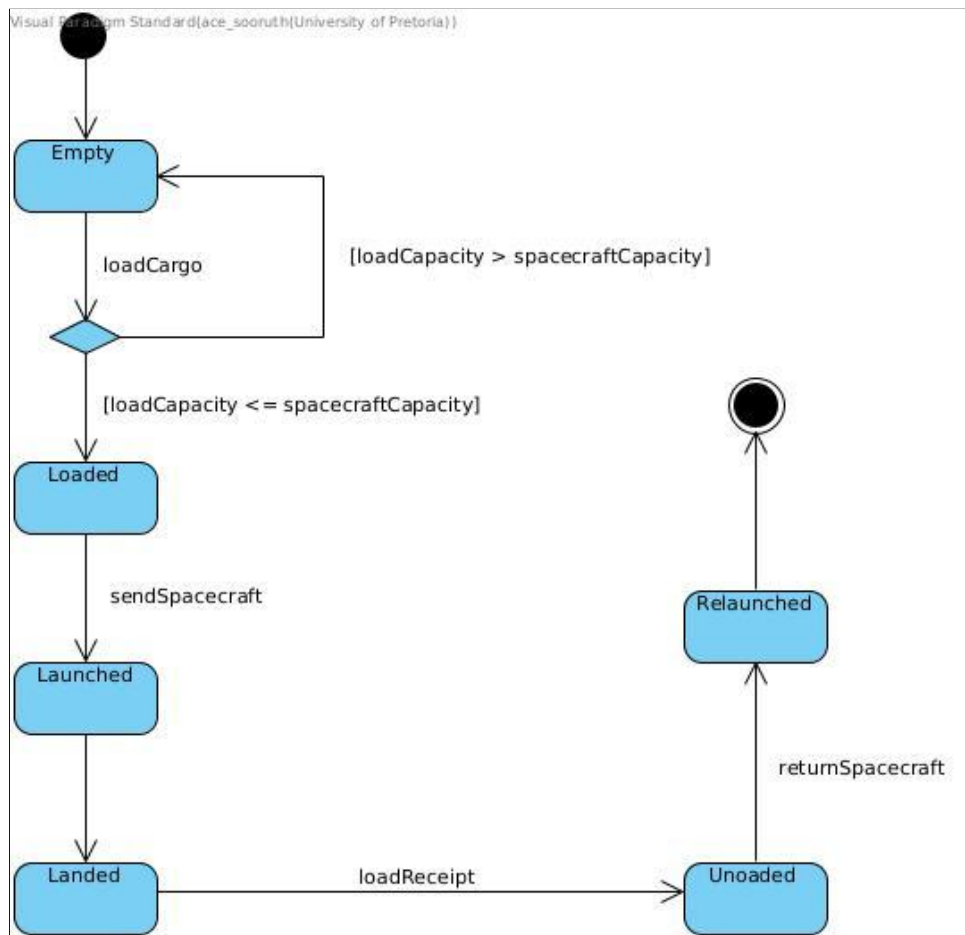 Visual Paradigm Standard(ace_sooruth(University of Pretoria))
Empty
loadCargo
[loadCapacity > spacecraftCapacity]
[loadCapacity <= spacecraftCapacity]
Loaded
sendSpacecraft
Launched
Landed
loadReceipt
Unoaded
returnSpacecraft
Relaunched